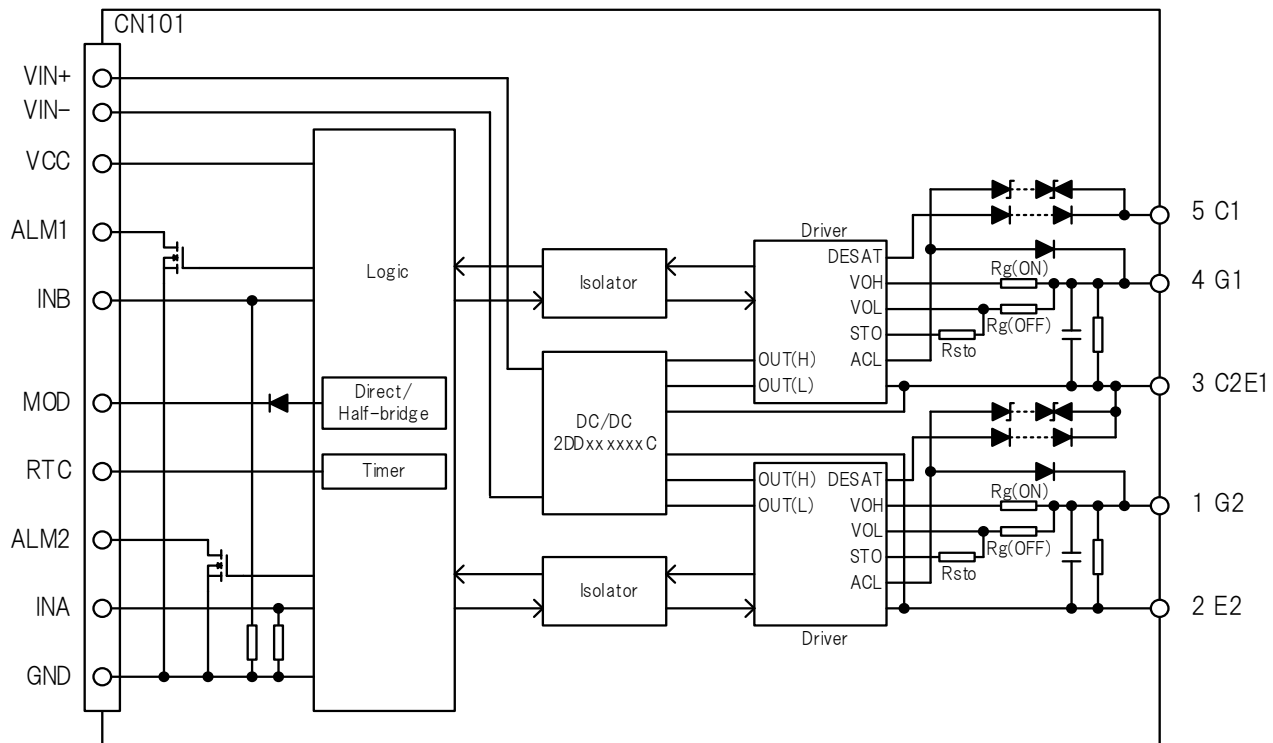 CN101
VIN+
VIN-
VCC
ALM1
INB
MOD
RTC
ALM2
INA
GND
Logic
Direct/
Half-bridge
Timer
Isolator
DC/DC
2DDxxxxxxC
Isolator
Driver
DESAT
VOH
VOL
STO
ACL
OUT(H)
OUT(L)
Rg(ON)
Rg(OFF)
Rsto
OUT(H)
OUT(L)
DESAT
VOH
VOL
STO
ACL
Driver
Rg(ON)
Rg(OFF)
Rsto
5 C1
4 G1
3 C2E1
1 G2
2 E2